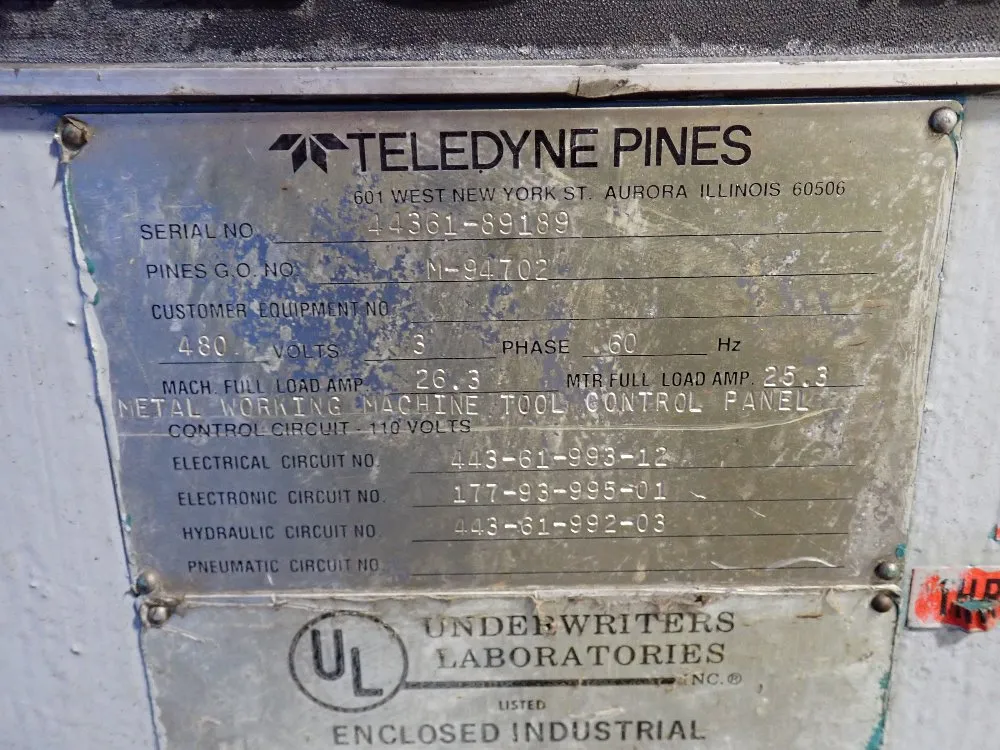 TELEDYNE PINES
601 WEST NEW YORK ST. AURORA ILLINOIS 60506
SERIAL NO. 44361-89189
PINES G.O. NO. M-94702
CUSTOMER EQUIPMENT NO.
480 VOLTS 3 PHASE 60 Hz
MACH. FULL LOAD AMP. 26.3 MTR FULL LOAD AMP. 25.3
METAL WORKING MACHINE TOOL CONTROL PANEL
CONTROL CIRCUIT - 110 VOLTS
ELECTRICAL CIRCUIT NO. 443-61-993-12
ELECTRONIC CIRCUIT NO. 177-93-995-01
HYDRAULIC CIRCUIT NO. 443-61-992-03
PNEUMATIC CIRCUIT NO.
UL UNDERWRITERS
LABORATORIES
INC.®
LISTED
ENCLOSED INDUSTRIAL